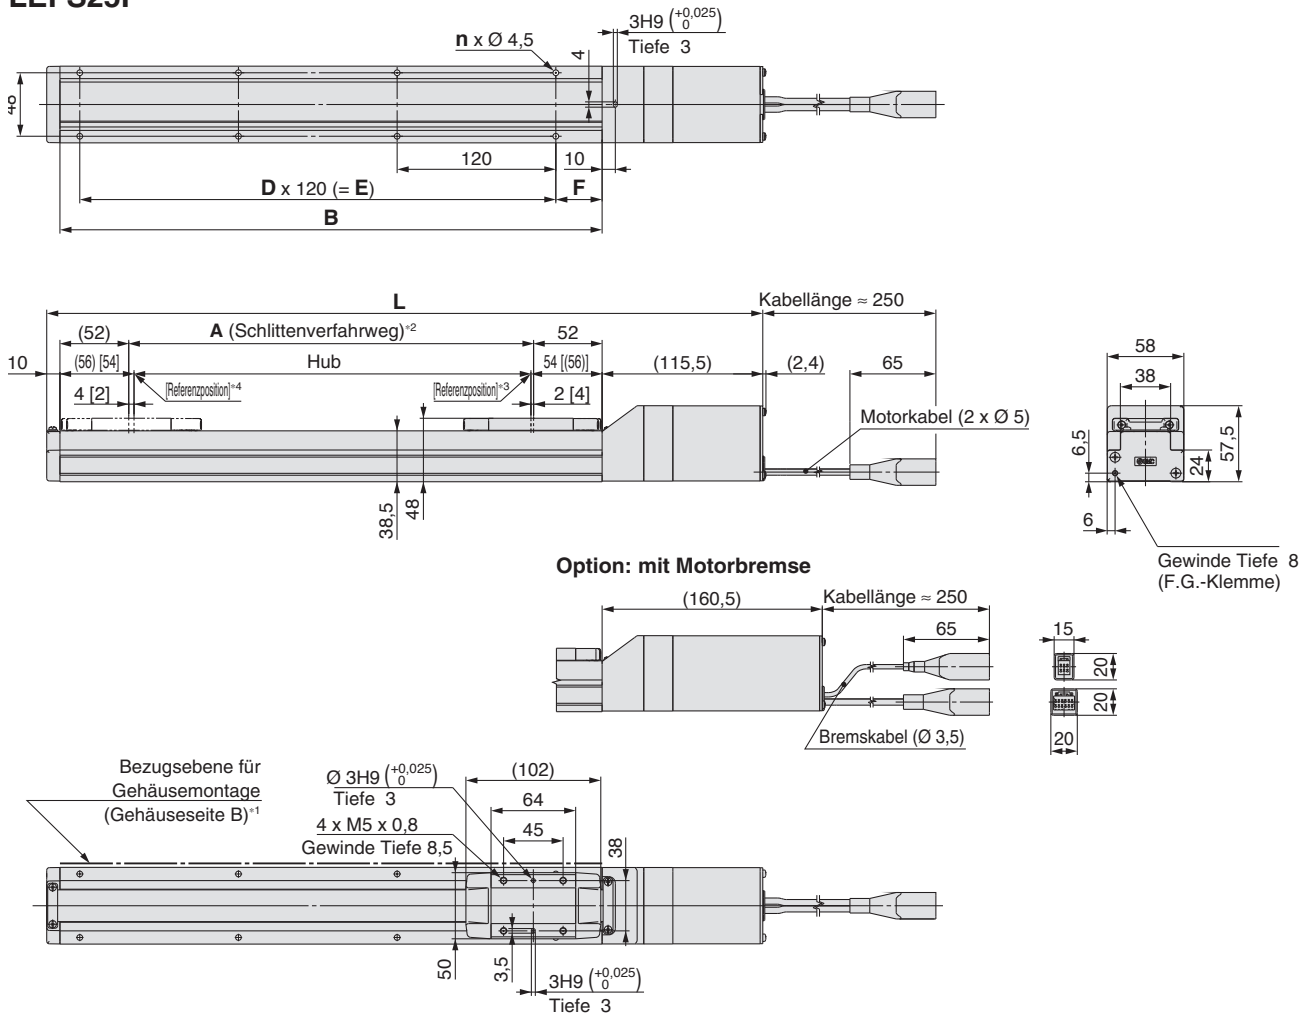 3H9 (+0,025 0)
Tiefe 3
n x Ø 4,5
4
48
120
10
D x 120 (= E)
F
B
L
Kabellänge ≈ 250
(52)
A (Schlittenverfahrweg)*2
52
10
(56) [54]
Hub
54 [(56)]
(115,5)
(2,4)
65
[Referenzposition]*4
[Referenzposition]*3
4 [2]
2 [4]
Motorkabel (2 x Ø 5)
38,5
48
58
38
6,5
24
57,5
SMC
6
Gewinde Tiefe 8
(F.G.-Klemme)
Option: mit Motorbremse
(160,5)
Kabellänge ≈ 250
65
15
20
20
20
Bremskabel (Ø 3,5)
Bezugsebene für
Gehäusemontage
(Gehäuseseite B)*1
Ø 3H9 (+0,025 0)
Tiefe 3
4 x M5 x 0,8
Gewinde Tiefe 8,5
(102)
64
45
38
50
3,5
3H9 (+0,025 0)
Tiefe 3